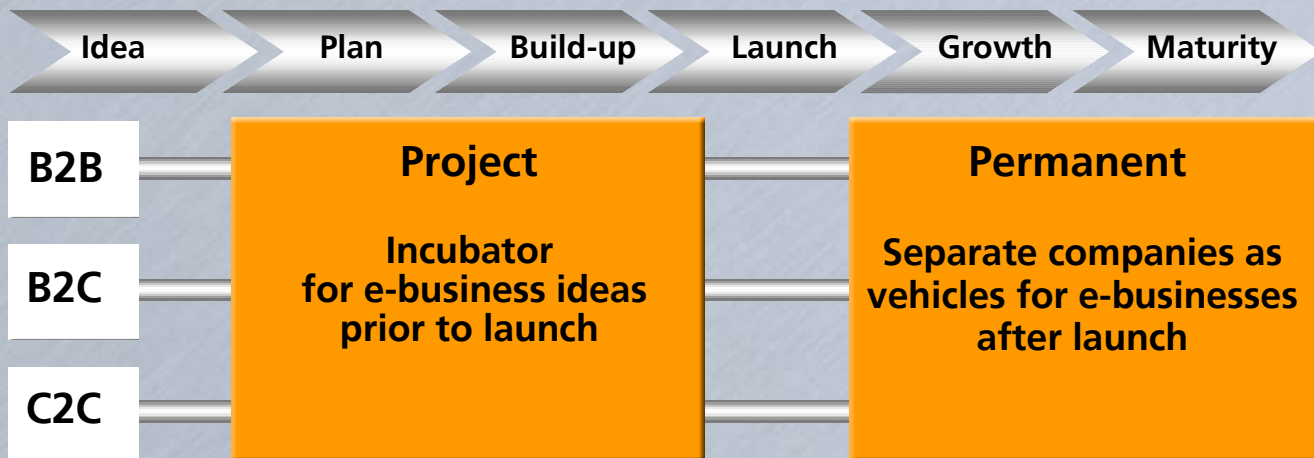 Idea
Plan
Build-up
Launch
Growth
Maturity
B2B
B2C
C2C
Project
Incubator
for e-business ideas
prior to launch
Permanent
Separate companies as
vehicles for e-businesses
after launch